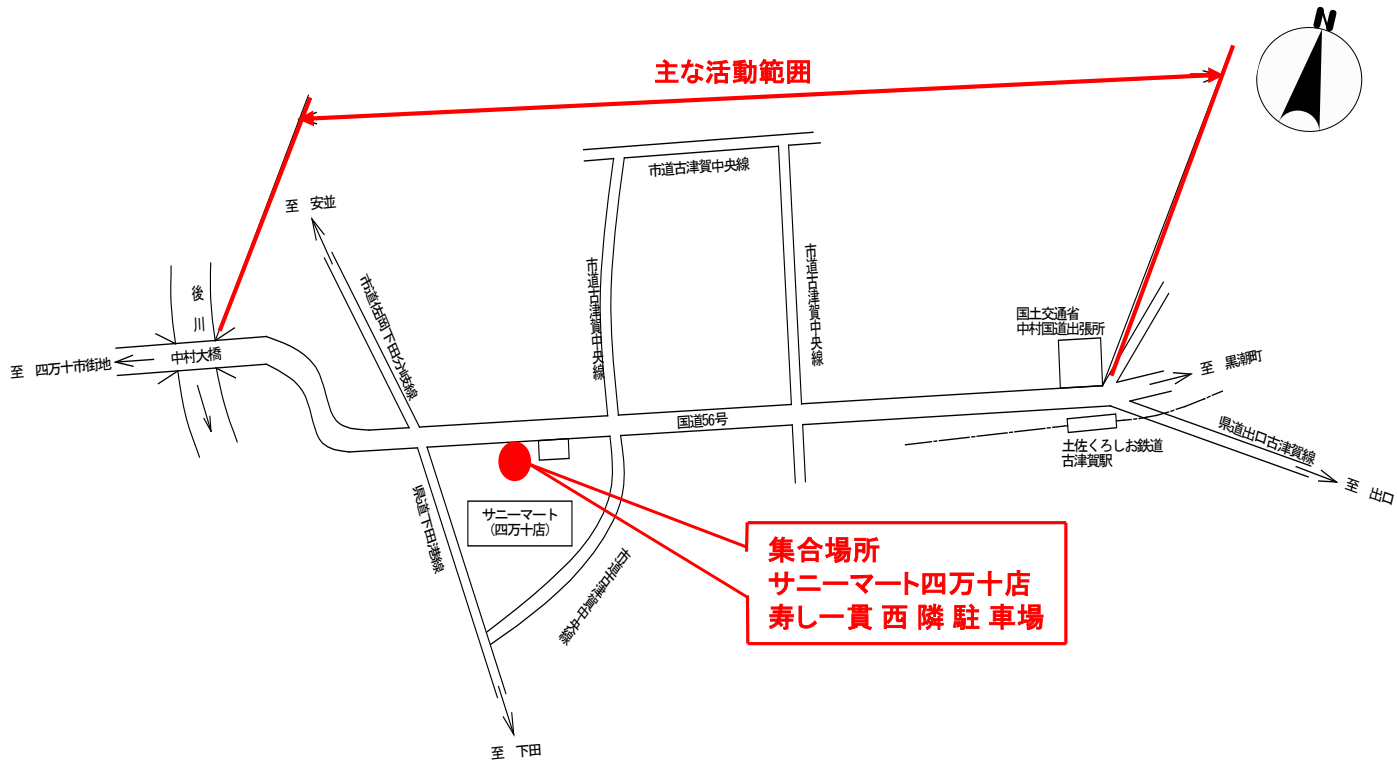 N
主な活動範囲
市道古津賀中央線
至 安並
市道佐岡下田分岐線
市道古津賀中央線
市道古津賀中央線
後
川
中村大橋
至 四万十市街地
国土交通省
中村国道出張所
至 黒潮町
国道56号
土佐くろしお鉄道
古津賀駅
県道出口古津賀線
至 出口
県道下田港線
サニーマート
(四万十店)
市道古津賀中央線
集合場所
サニーマート四万十店
寿し一貫 西 隣 駐 車場
至 下田